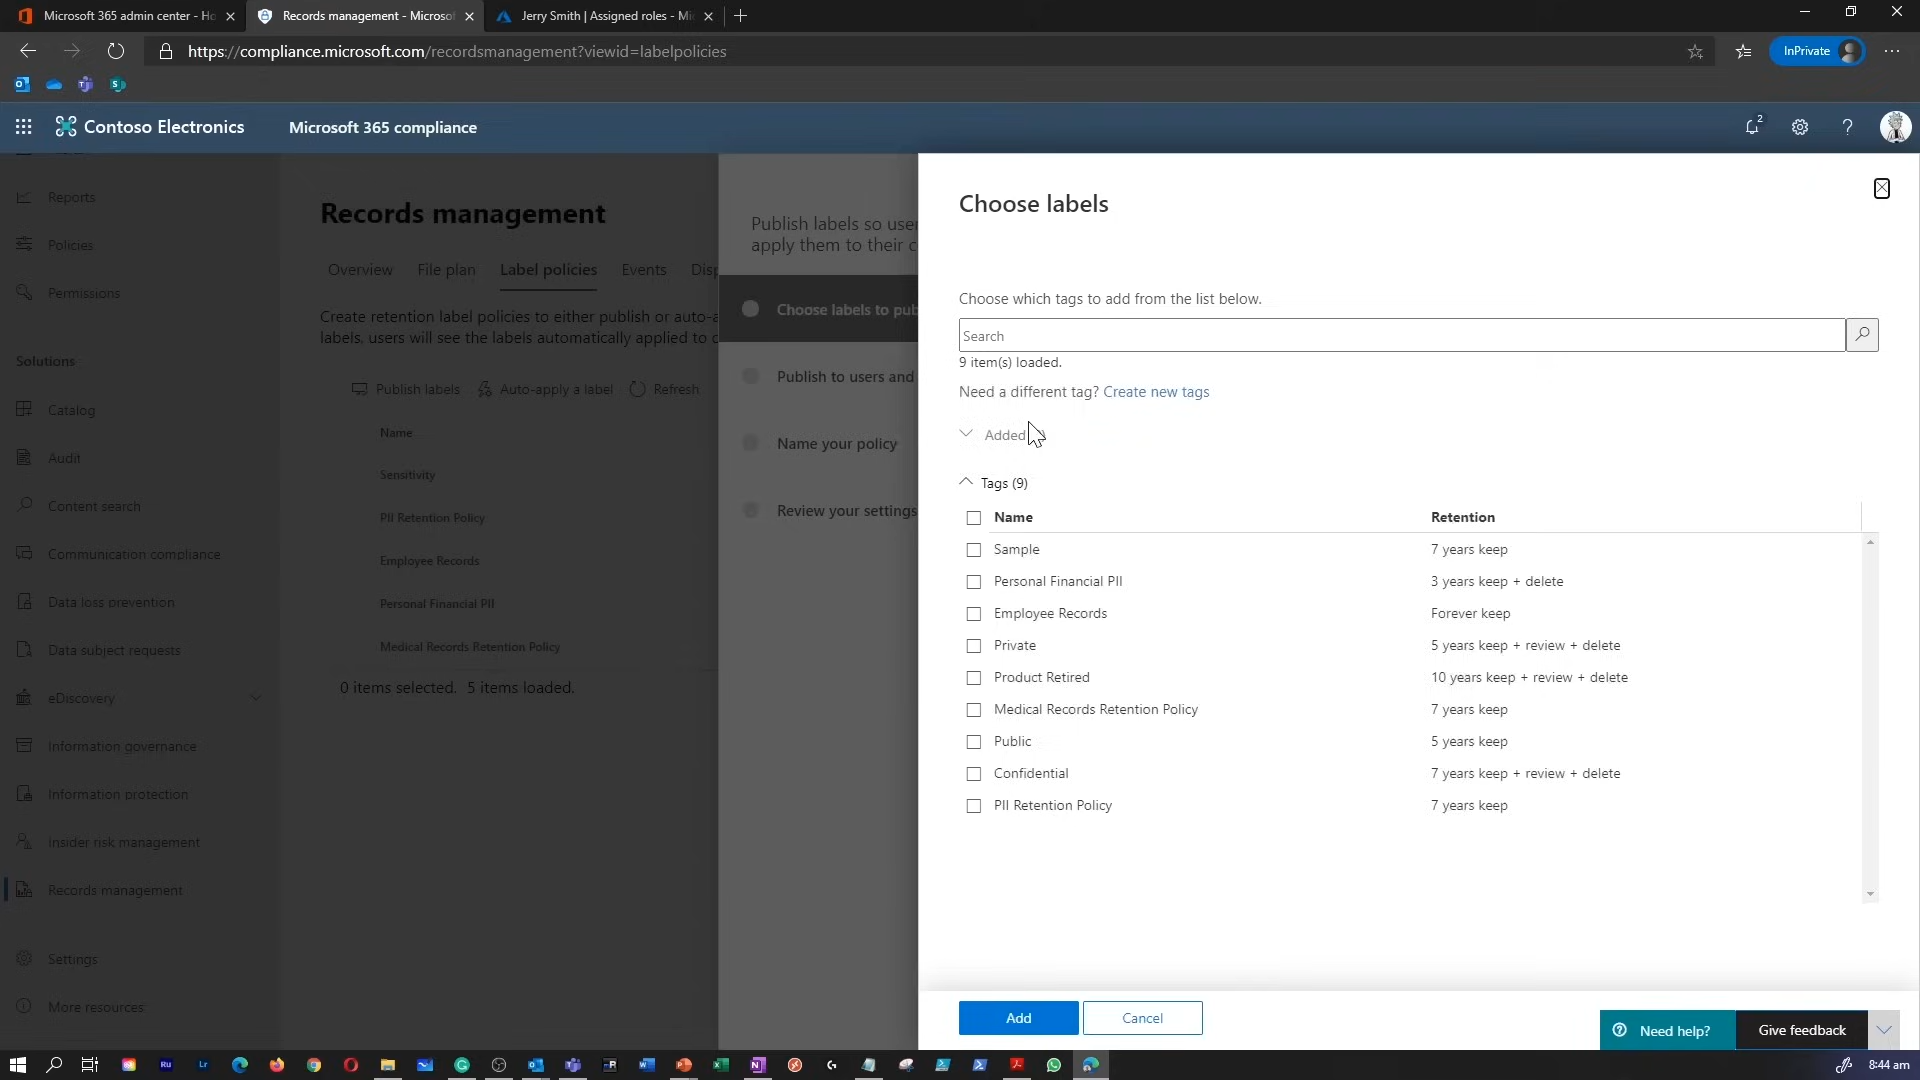 Microsoft 365 admin center - Ho
Records management - Microsof
Jerry Smith | Assigned roles - Mi
https://compliance.microsoft.com/recordsmanagement?viewid=labelpolicies
InPrivate
Contoso Electronics
Microsoft 365 compliance
2
Reports
Policies
Permissions
Solutions
Catalog
Audit
Content search
Communication compliance
Data loss prevention
Data subject requests
eDiscovery
Information governance
Information protection
Insider risk management
Records management
Settings
More resources
Records management
Overview
File plan
Label policies
Events
Disp
Create retention label policies to either publish or auto-a
labels, users will see the labels automatically applied to c
Publish labels
Auto-apply a label
Refresh
Name
Sensitivity
PII Retention Policy
Employee Records
Personal Financial PII
Medical Records Retention Policy
0 items selected. 5 items loaded.
Publish labels so user
apply them to their c
Choose labels to pub
Publish to users and
Name your policy
Review your settings
Choose labels
Choose which tags to add from the list below.
Search
9 item(s) loaded.
Need a different tag? Create new tags
Added
Tags (9)
Name Retention
Sample 7 years keep
Personal Financial PII 3 years keep + delete
Employee Records Forever keep
Private 5 years keep + review + delete
Product Retired 10 years keep + review + delete
Medical Records Retention Policy 7 years keep
Public 5 years keep
Confidential 7 years keep + review + delete
PII Retention Policy 7 years keep
Add
Cancel
Need help?
Give feedback
8:44 am